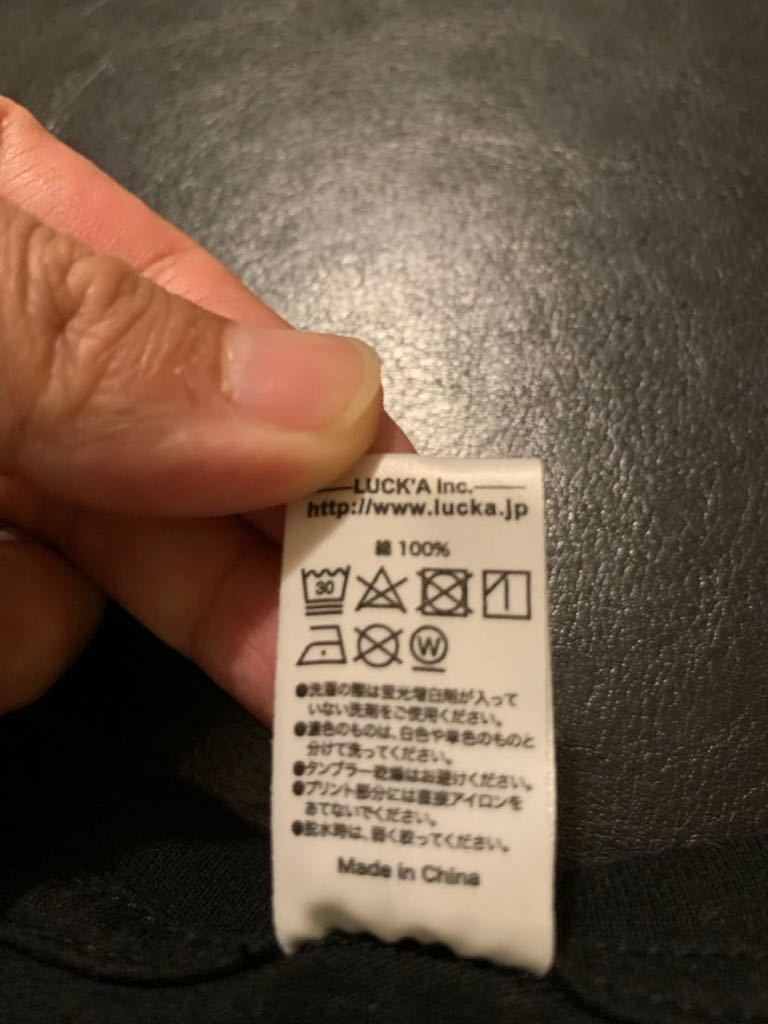 LUCK'A Inc.
http://www.lucka.jp
綿 100%
30
W
●洗濯の際は蛍光増白剤が入って
いない洗剤をご使用ください。
●濃色のものは、白色や単色のものと
分けて洗ってください。
●タンブラー乾燥はお避けください。
●プリント部分には直接アイロンを
あてないでください。
●脱水時は、弱く絞ってください。
Made in China